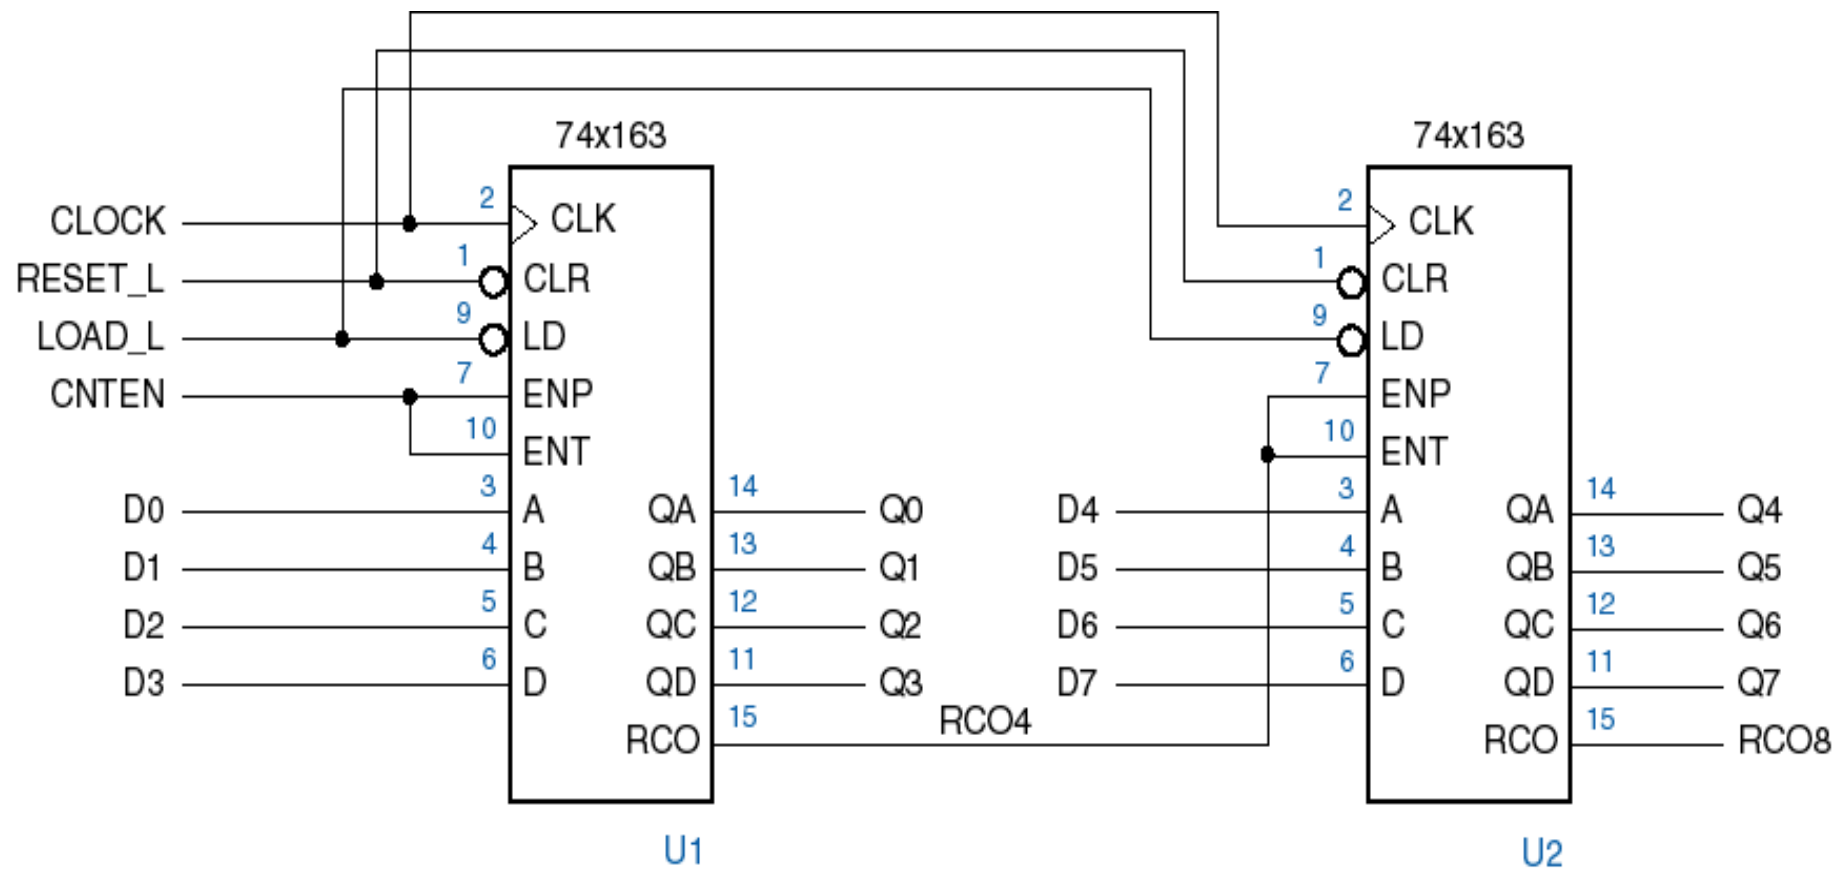 74x163
74x163
CLOCK 2 CLK
2 CLK
RESET_L 1 CLR
1 CLR
LOAD_L 9 LD
9 LD
CNTEN 7 ENP
7 ENP
10 ENT
10 ENT
D0 3 A QA 14 Q0
D4 3 A QA 14 Q4
D1 4 B QB 13 Q1
D5 4 B QB 13 Q5
D2 5 C QC 12 Q2
D6 5 C QC 12 Q6
D3 6 D QD 11 Q3
D7 6 D QD 11 Q7
RCO 15 RCO4
RCO 15 RCO8
U1
U2